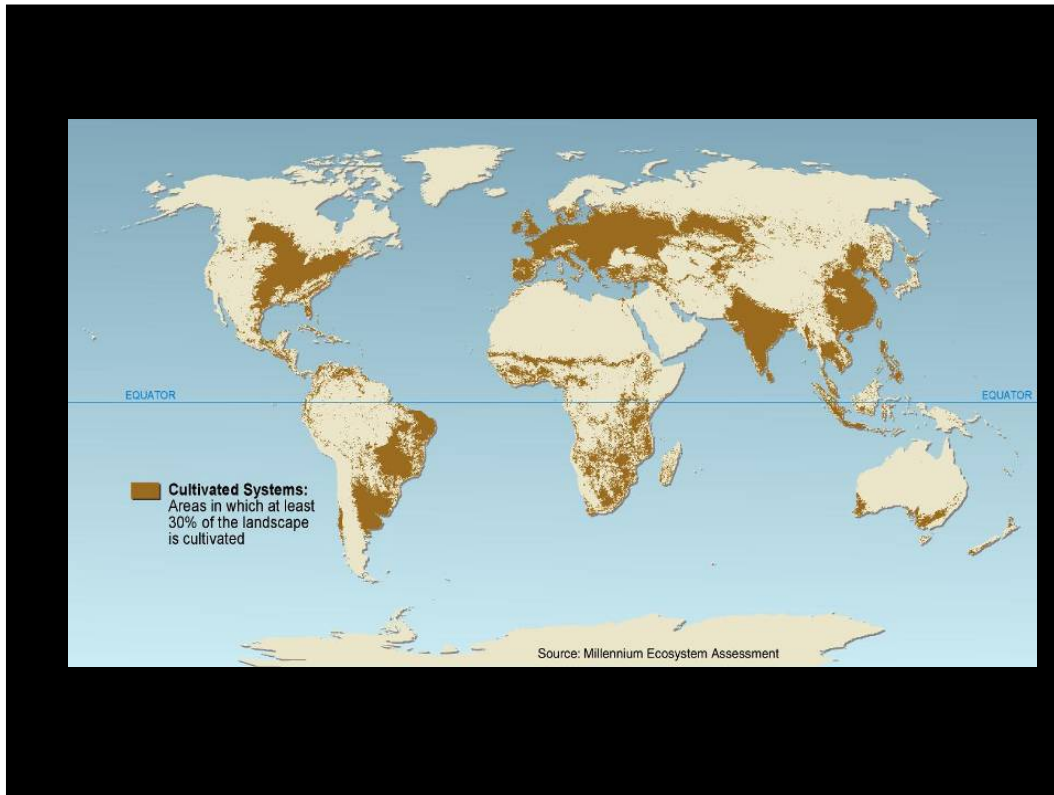 EQUATOR
EQUATOR
Cultivated Systems:
Areas in which at least
30% of the landscape
is cultivated
Source: Millennium Ecosystem Assessment